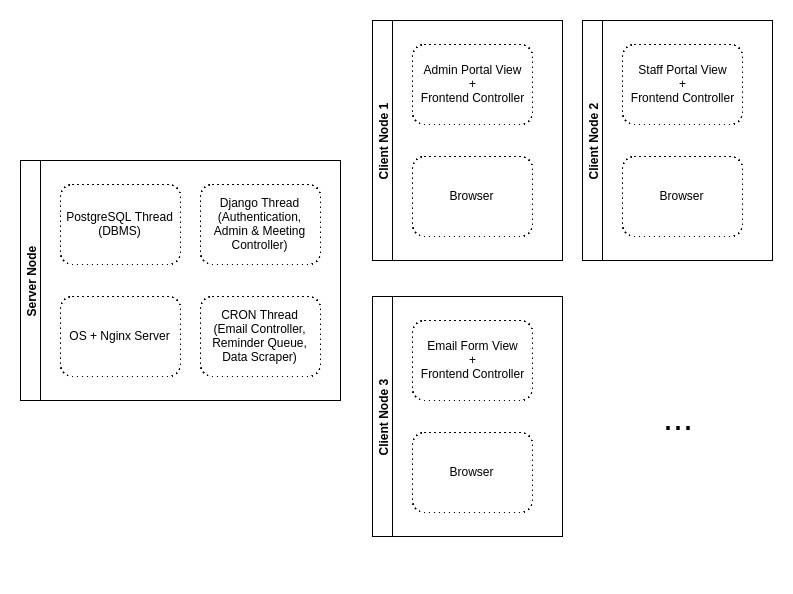 Server Node
PostgreSQL Thread
(DBMS)
Django Thread
(Authentication,
Admin & Meeting
Controller)
OS + Nginx Server
CRON Thread
(Email Controller,
Reminder Queue,
Data Scraper)
Client Node 1
Admin Portal View
+
Frontend Controller
Browser
Client Node 2
Staff Portal View
+
Frontend Controller
Browser
Client Node 3
Email Form View
+
Frontend Controller
Browser
...